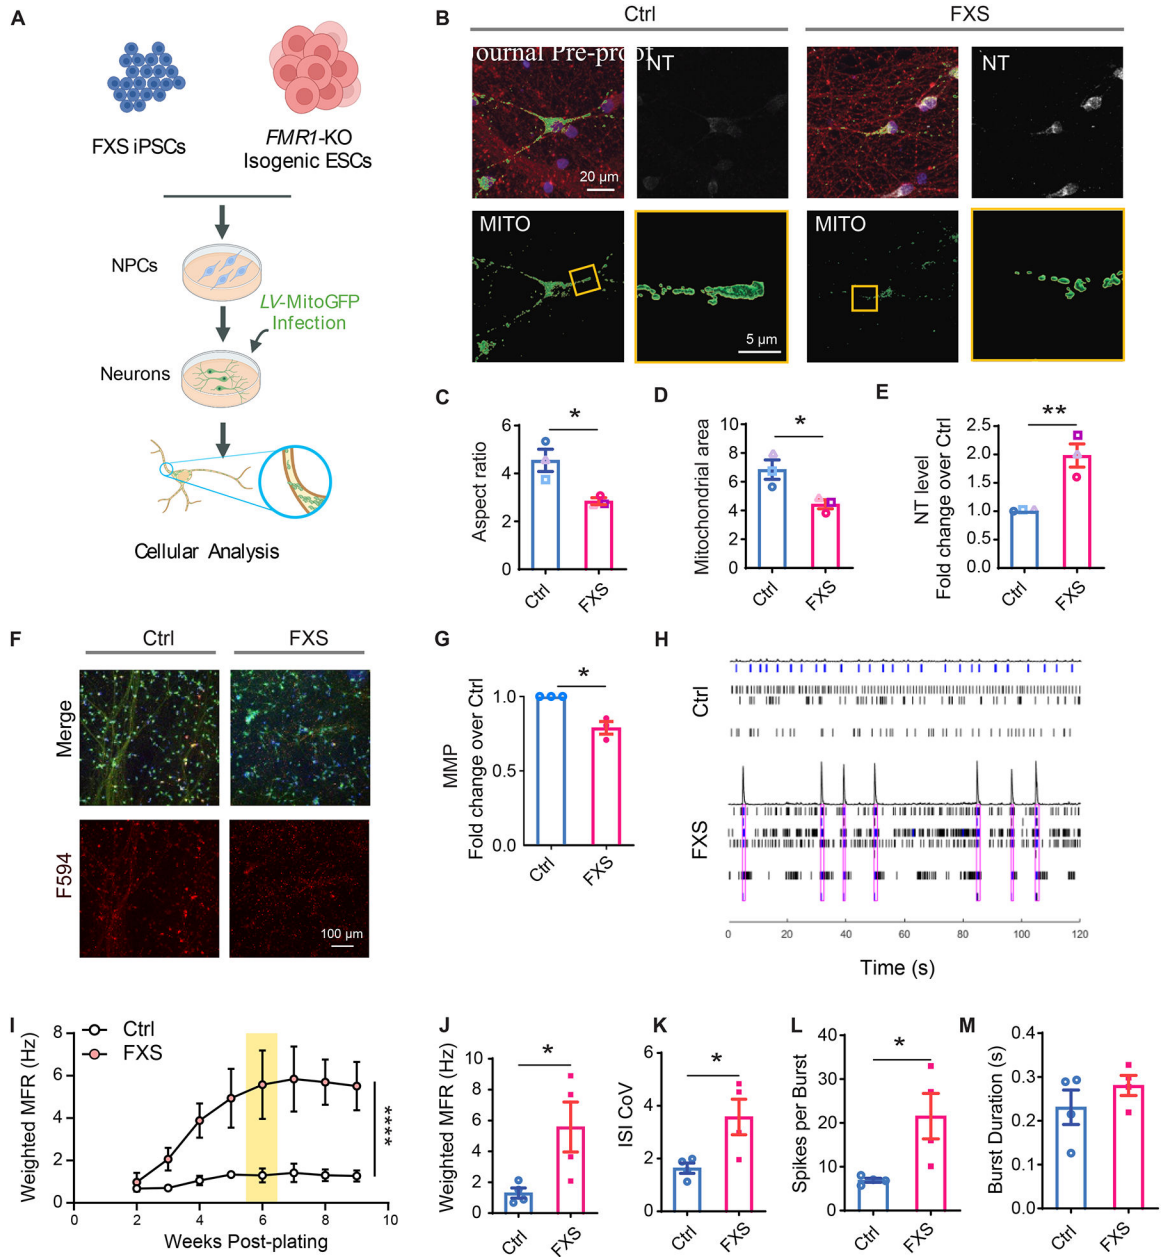 A
FXS iPSCs
FMR1-KO
Isogenic ESCs
NPCs
LV-MitoGFP
Infection
Neurons
Cellular Analysis
B
Ctrl
FXS
Journal Pre-proof
NT
NT
20 µm
MITO
MITO
5 µm
C
Aspect ratio
6
4
2
0
*
Ctrl
FXS
D
Mitochondrial area
10
8
6
4
2
0
*
Ctrl
FXS
E
NT level
Fold change over Ctrl
2.5
2.0
1.5
1.0
0.5
0.0
**
Ctrl
FXS
F
Ctrl
FXS
Merge
F594
100 µm
G
MMP
Fold change over Ctrl
1.0
0.5
0.0
*
Ctrl
FXS
H
Ctrl
FXS
0 20 40 60 80 100 120
Time (s)
I
Ctrl
FXS
Weighted MFR (Hz)
8
6
4
2
0
0 2 4 6 8 10
Weeks Post-plating
****
J
Weighted MFR (Hz)
10
8
6
4
2
0
*
Ctrl
FXS
K
ISI CoV
6
4
2
0
*
Ctrl
FXS
L
Spikes per Burst
40
30
20
10
0
*
Ctrl
FXS
M
Burst Duration (s)
0.4
0.3
0.2
0.1
0.0
Ctrl
FXS